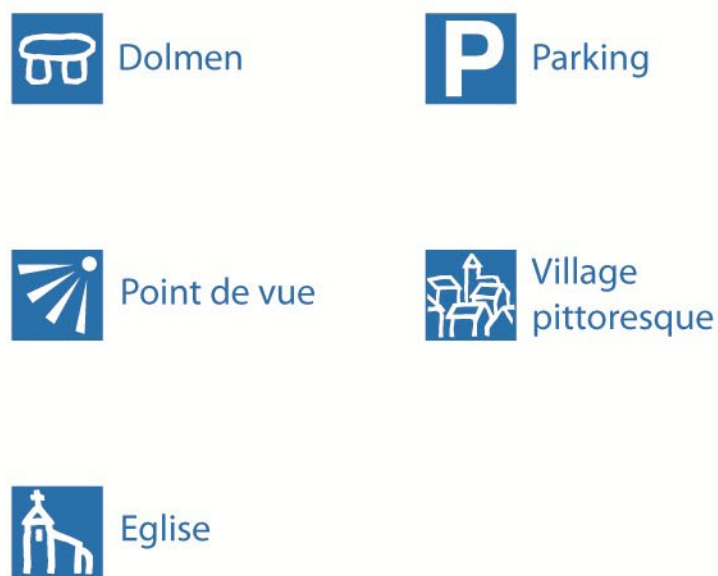 Dolmen
P Parking
Point de vue
Village
pittoresque
Eglise